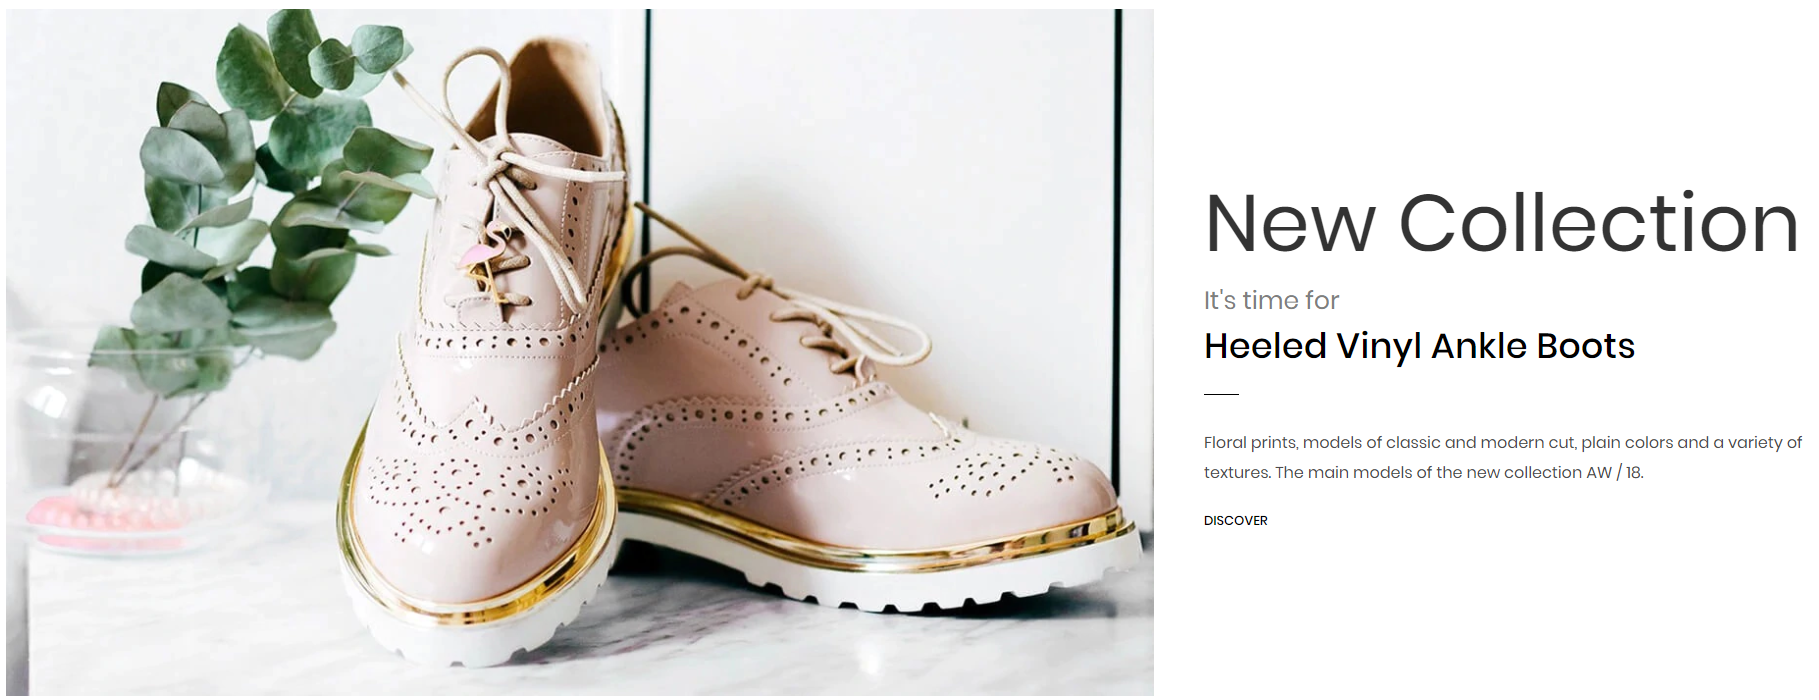 New Collection
It's time for
Heeled Vinyl Ankle Boots
Floral prints, models of classic and modern cut, plain colors and a variety of
textures. The main models of the new collection AW / 18.
DISCOVER